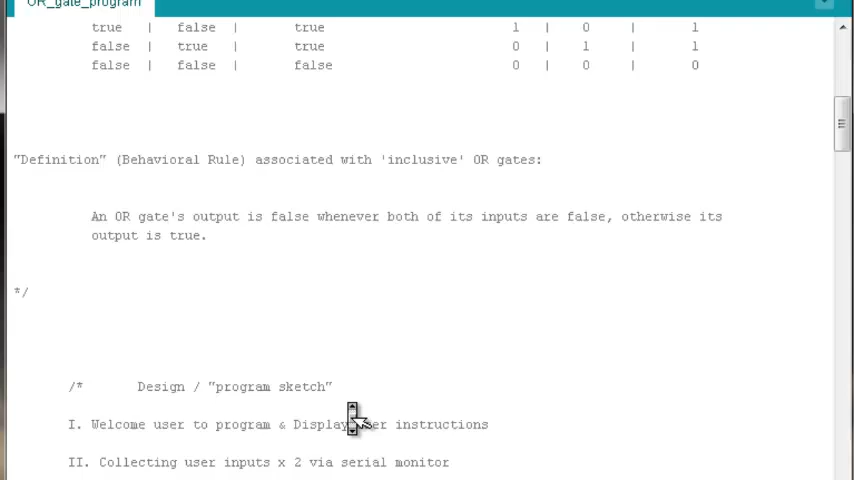 OR_gate_program
true | false | true 1 | 0 | 1
false | true | true 0 | 1 | 1
false | false | false 0 | 0 | 0
"Definition" (Behavioral Rule) associated with 'inclusive' OR gates:
An OR gate's output is false whenever both of its inputs are false, otherwise its
output is true.
*/
/* Design / "program sketch"
I. Welcome user to program & Display user instructions
II. Collecting user inputs x 2 via serial monitor